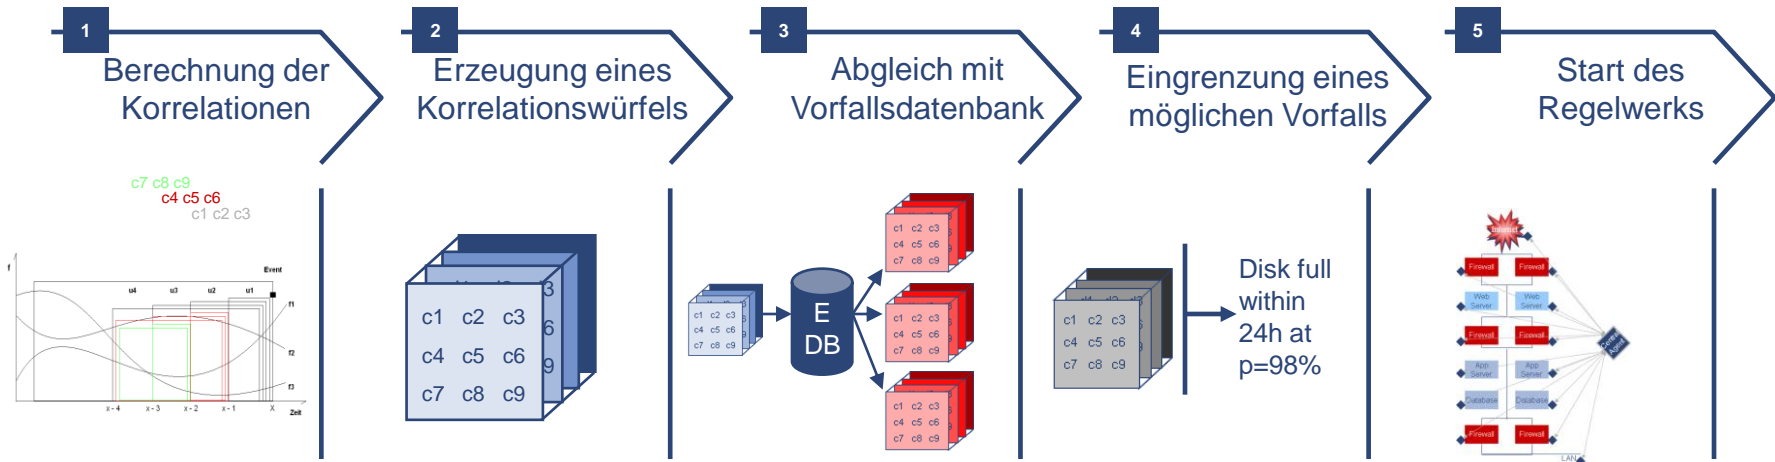 1
Berechnung der
Korrelationen
2
Erzeugung eines
Korrelationswürfels
3
Abgleich mit
Vorfallsdatenbank
4
Eingrenzung eines
möglichen Vorfalls
5
Start des
Regelwerks
c7 c8 c9
c4 c5 c6
c1 c2 c3
f
Event
u4 u3 u2 u1
f1
f2
f3
x - 4 x - 3 x - 2 x - 1 X
Zeit
c1 c2 c3
c4 c5 c6
c7 c8 c9
c1 c2 c3
c4 c5 c6
c7 c8 c9
E
DB
c1 c2 c3
c4 c5 c6
c7 c8 c9
c1 c2 c3
c4 c5 c6
c7 c8 c9
c1 c2 c3
c4 c5 c6
c7 c8 c9
c1 c2 c3
c4 c5 c6
c7 c8 c9
Disk full
within
24h at
p=98%
Internet
Firewall Firewall
Web Server Web Server
Firewall Firewall
Central Agent
App Server App Server
Database Database
Firewall Firewall
LAN